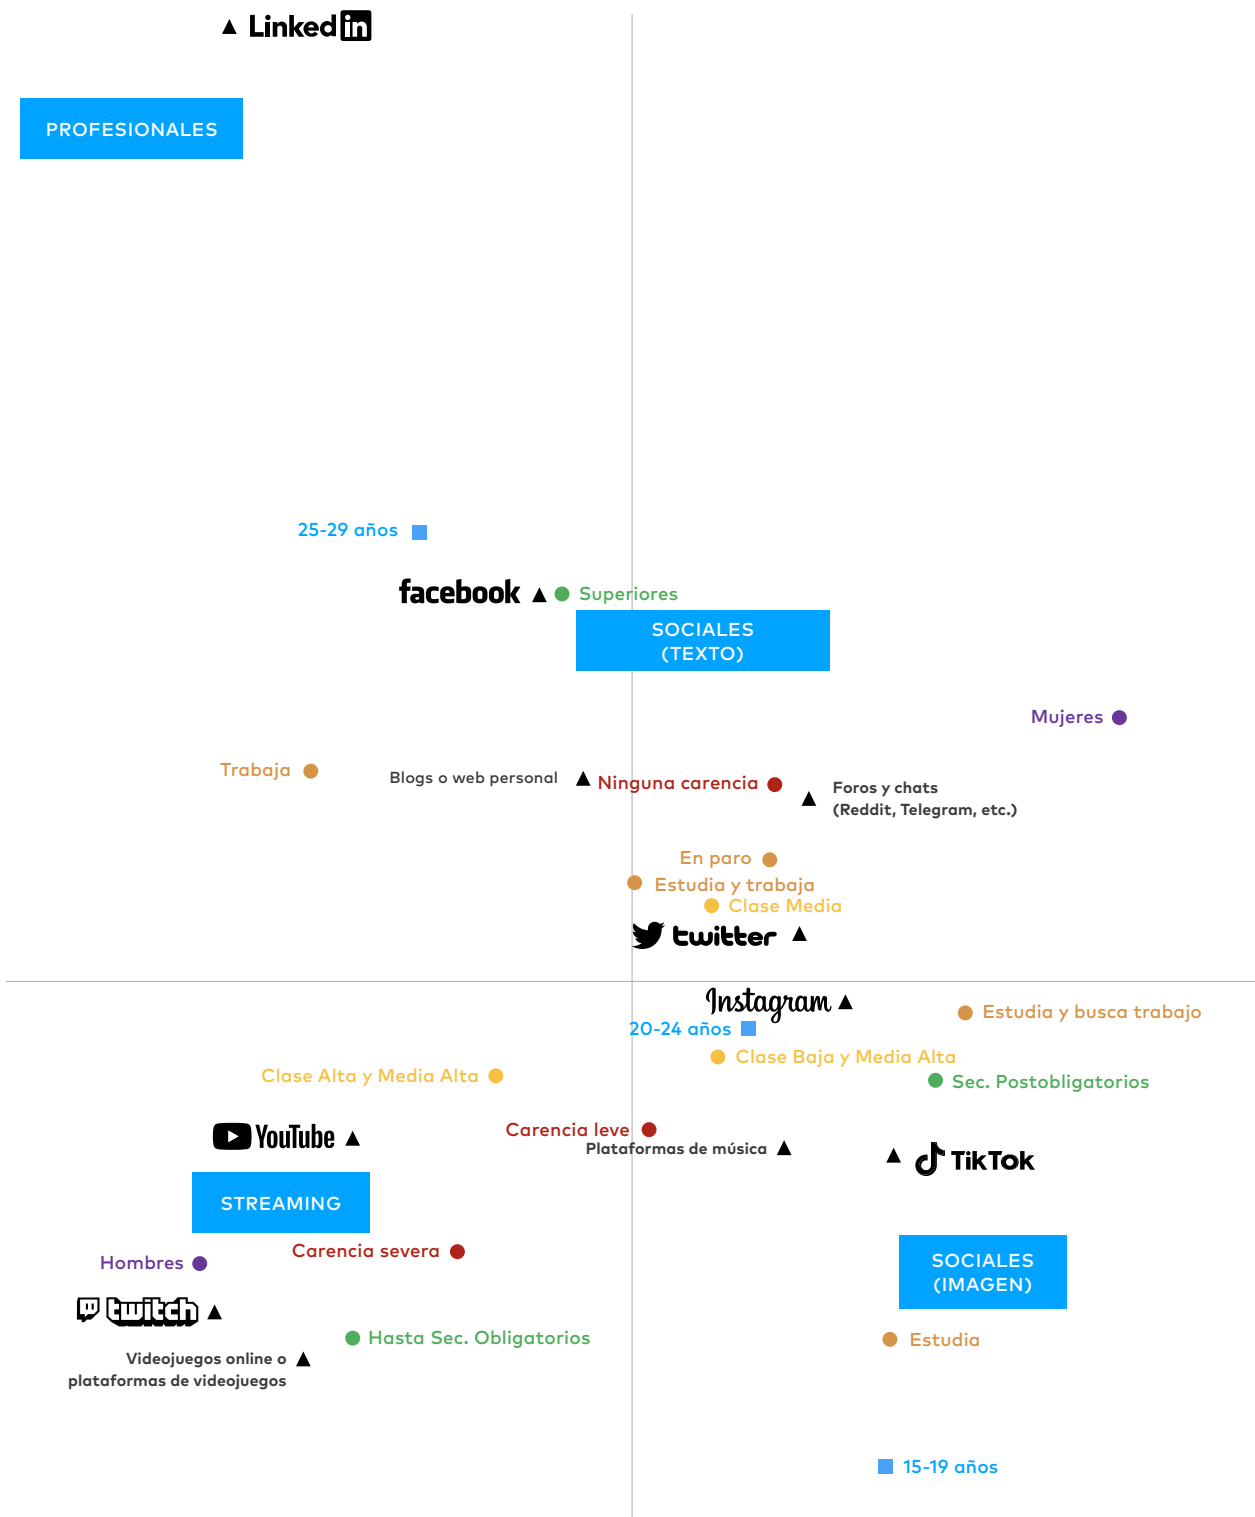 Linked in
PROFESIONALES
25-29 años
facebook
Superiores
SOCIALES
(TEXTO)
Mujeres
Trabaja
Blogs o web personal
Ninguna carencia
Foros y chats
(Reddit, Telegram, etc.)
En paro
Estudia y trabaja
Clase Media
twitter
Instagram
Estudia y busca trabajo
20-24 años
Clase Baja y Media Alta
Clase Alta y Media Alta
Sec. Postobligatorios
Carencia leve
YouTube
Plataformas de música
TikTok
STREAMING
Carencia severa
Hombres
SOCIALES
(IMAGEN)
twitch
Hasta Sec. Obligatorios
Estudia
Videojuegos online o
plataformas de videojuegos
15-19 años